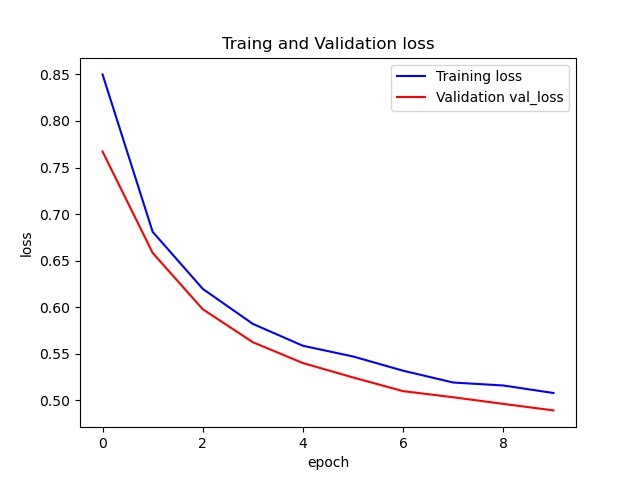 Traing and Validation loss
Training loss
Validation val_loss
0.85
0.80
0.75
0.70
0.65
0.60
0.55
0.50
loss
0 2 4 6 8
epoch